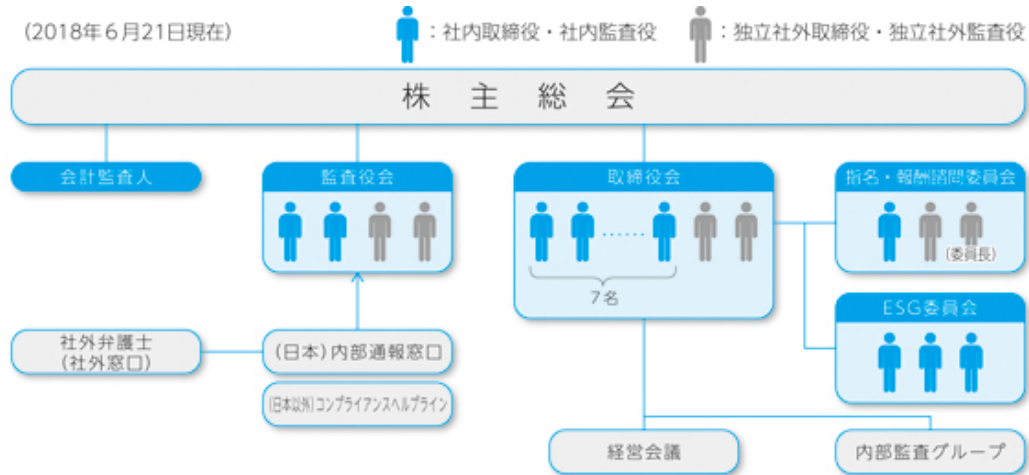 (2018年6月21日現在)
：社内取締役・社内監査役
：独立社外取締役・独立社外監査役
株主総会
会計監査人
監査役会
取締役会
指名・報酬諮問委員会
(委員長)
7名
ESG委員会
社外弁護士
(社外窓口)
(日本)内部通報窓口
(日本以外)コンプライアンスヘルプライン
経営会議
内部監査グループ